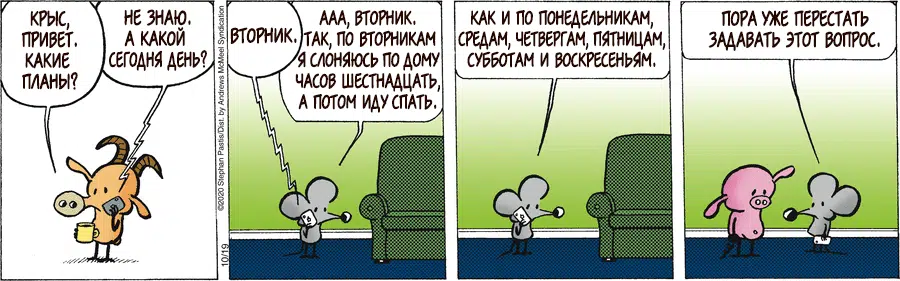 КРЫС,
ПРИВЕТ.
КАКИЕ
ПЛАНЫ?
НЕ ЗНАЮ.
А КАКОЙ
СЕГОДНЯ ДЕНЬ?
©2020 Stephan Pastis/Dist. by Andrews McMeel Syndication
10/19
ВТОРНИК.
ААА, ВТОРНИК.
ТАК, ПО ВТОРНИКАМ
Я СЛОНЯЮСЬ ПО ДОМУ
ЧАСОВ ШЕСТНАДЦАТЬ,
А ПОТОМ ИДУ СПАТЬ.
КАК И ПО ПОНЕДЕЛЬНИКАМ,
СРЕДАМ, ЧЕТВЕРГАМ, ПЯТНИЦАМ,
СУББОТАМ И ВОСКРЕСЕНЬЯМ.
ПОРА УЖЕ ПЕРЕСТАТЬ
ЗАДАВАТЬ ЭТОТ ВОПРОС.